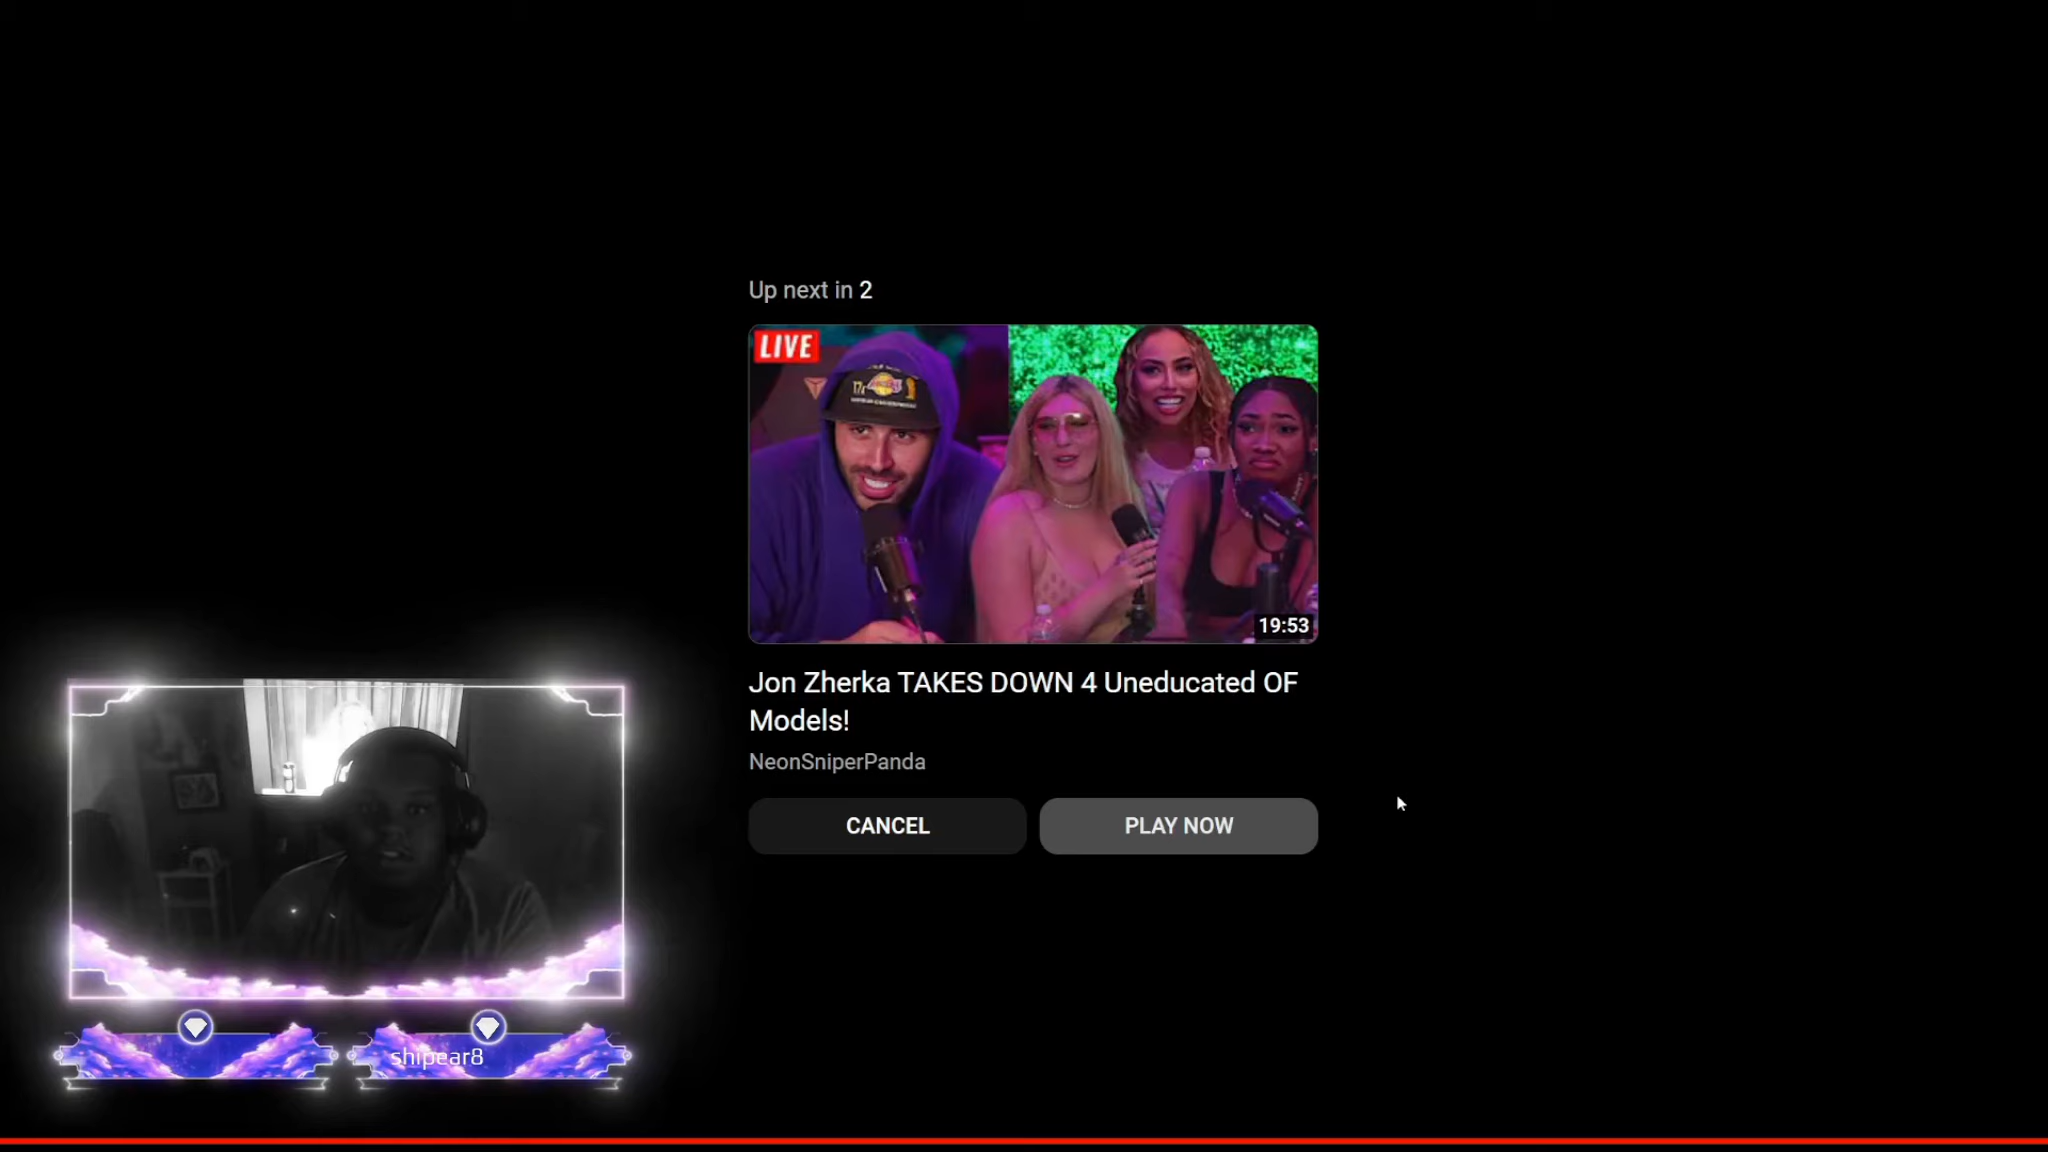 Up next in 2
LIVE
19:53
Jon Zherka TAKES DOWN 4 Uneducated OF
Models!
NeonSniperPanda
CANCEL
PLAY NOW
shipear8